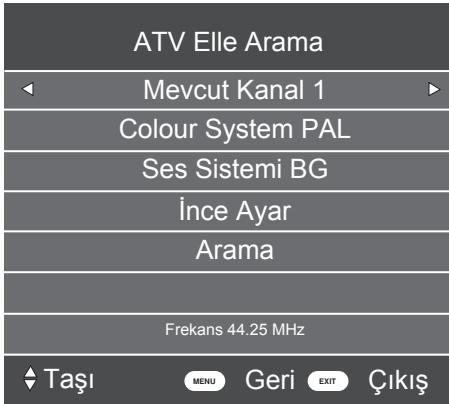 ATV Elle Arama
Mevcut Kanal 1
Colour System PAL
Ses Sistemi BG
İnce Ayar
Arama
Frekans 44.25 MHz
Taşı MENU Geri EXIT Çıkış